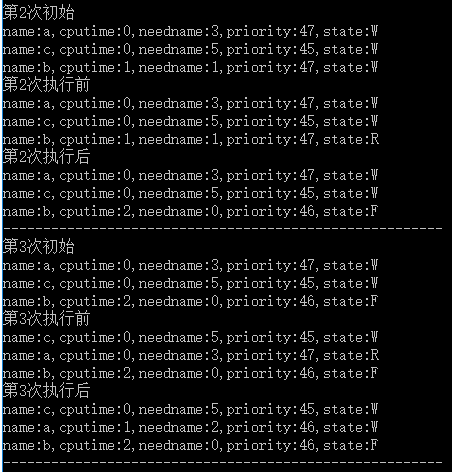 第2次初始
name:a,cputime:0,needname:3,priority:47,state:W
name:c,cputime:0,needname:5,priority:45,state:W
name:b,cputime:1,needname:1,priority:47,state:W
第2次执行前
name:a,cputime:0,needname:3,priority:47,state:W
name:c,cputime:0,needname:5,priority:45,state:W
name:b,cputime:1,needname:1,priority:47,state:R
第2次执行后
name:a,cputime:0,needname:3,priority:47,state:W
name:c,cputime:0,needname:5,priority:45,state:W
name:b,cputime:2,needname:0,priority:46,state:F
-------------------------------------------------------
第3次初始
name:a,cputime:0,needname:3,priority:47,state:W
name:c,cputime:0,needname:5,priority:45,state:W
name:b,cputime:2,needname:0,priority:46,state:F
第3次执行前
name:c,cputime:0,needname:5,priority:45,state:W
name:a,cputime:0,needname:3,priority:47,state:R
name:b,cputime:2,needname:0,priority:46,state:F
第3次执行后
name:c,cputime:0,needname:5,priority:45,state:W
name:a,cputime:1,needname:2,priority:46,state:W
name:b,cputime:2,needname:0,priority:46,state:F
-------------------------------------------------------